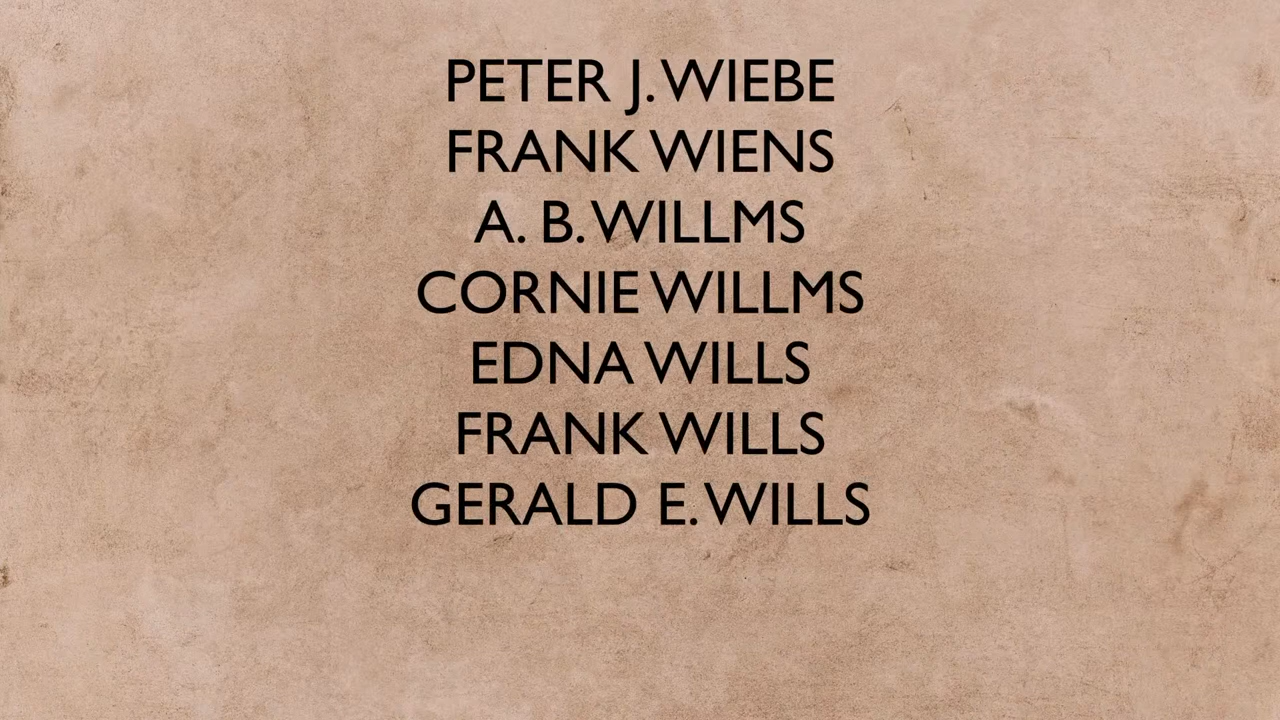 PETER J. WIEBE
FRANK WIENS
A. B. WILLMS
CORNIE WILLMS
EDNA WILLS
FRANK WILLS
GERALD E. WILLS